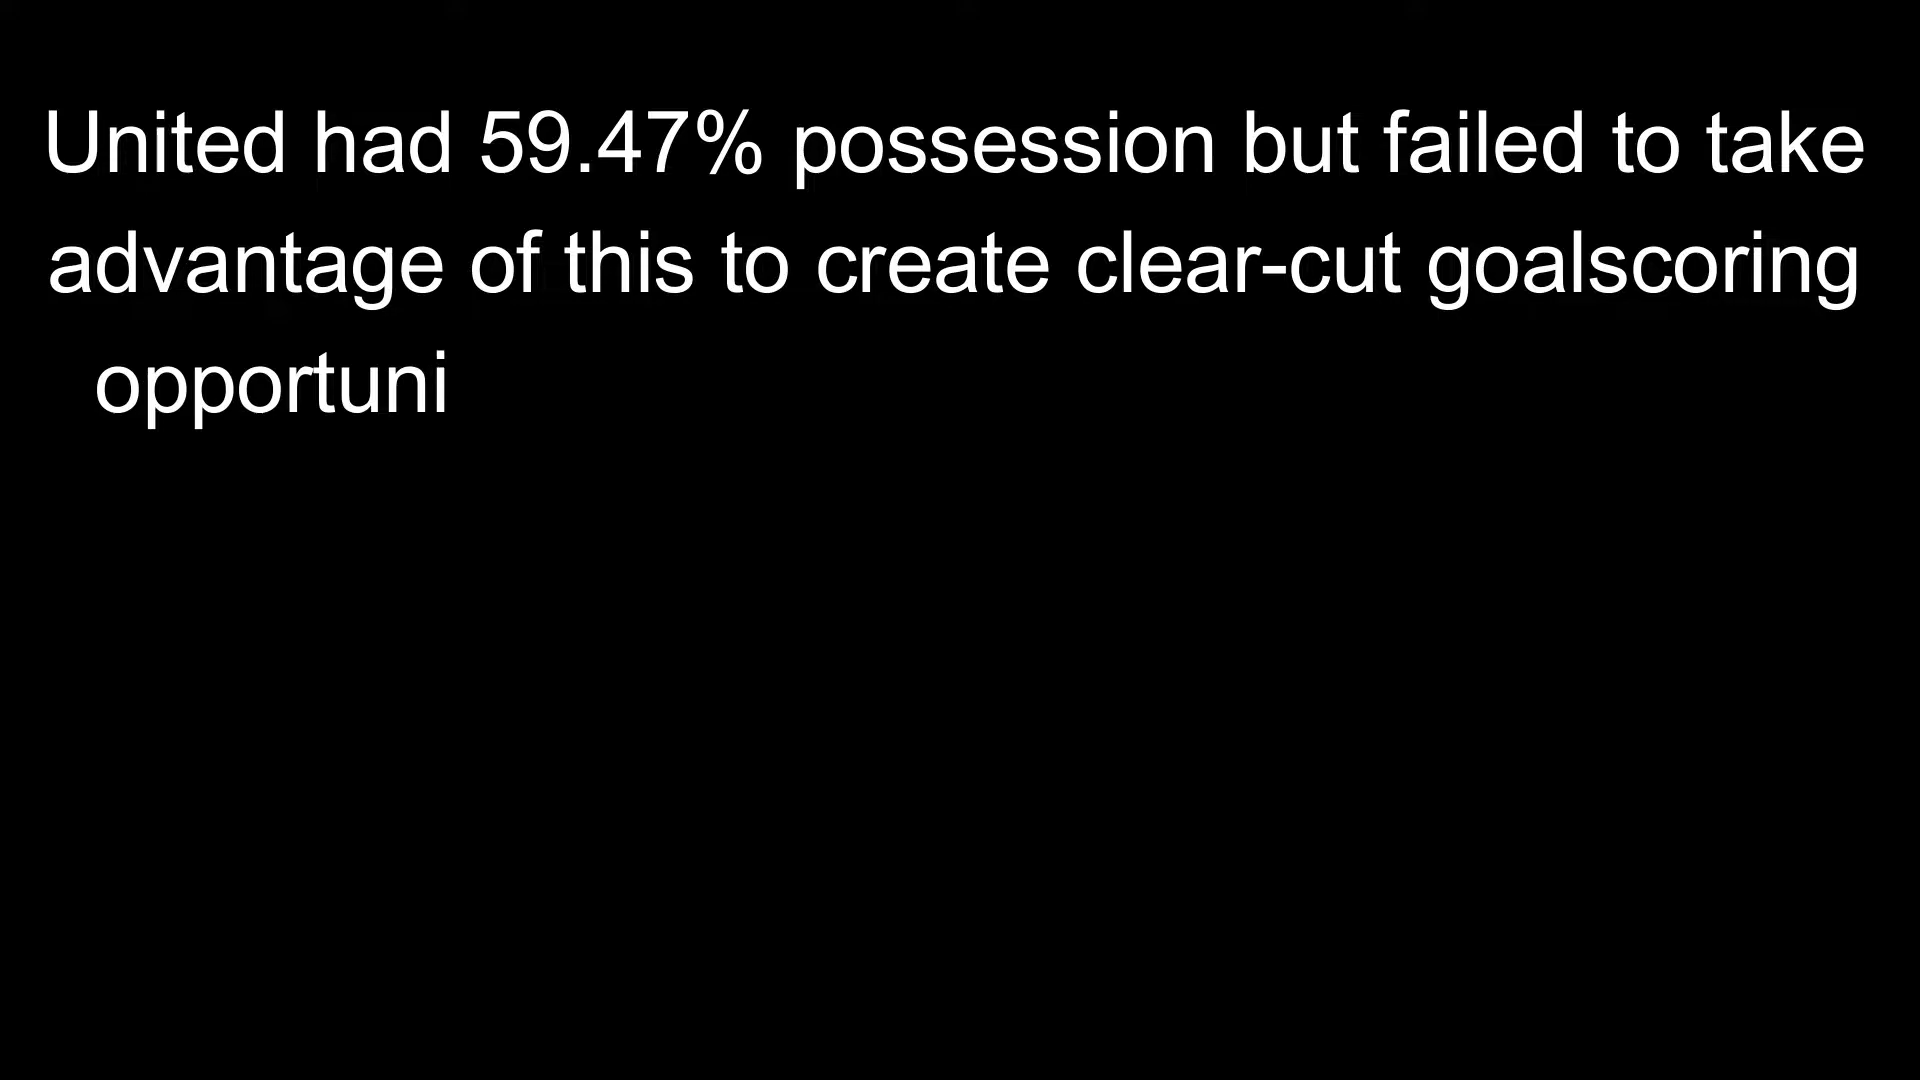 United had 59.47% possession but failed to take
advantage of this to create clear-cut goalscoring
opportuni